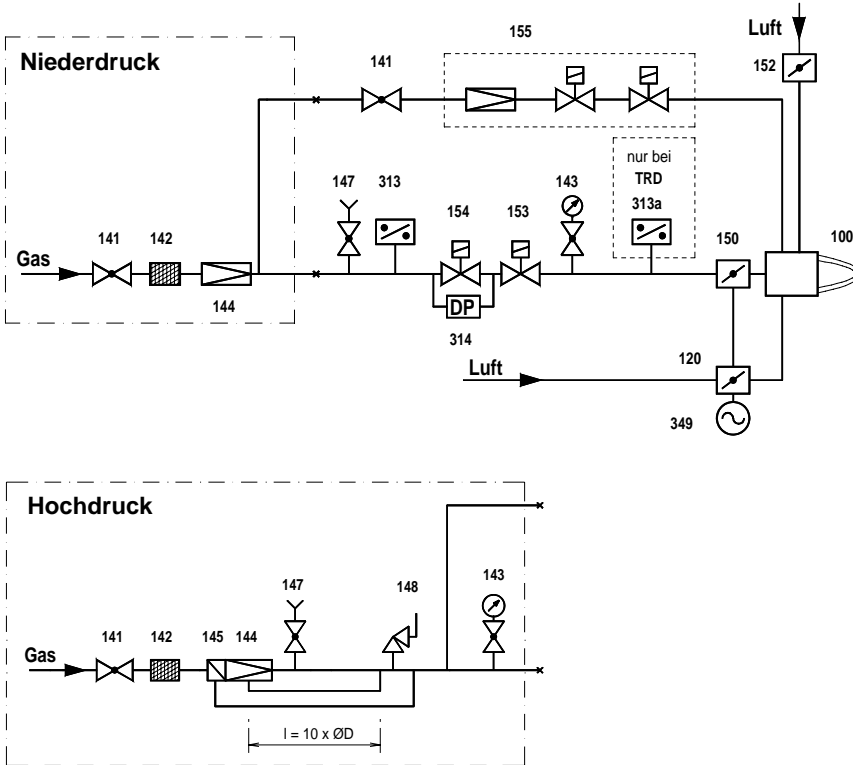 Luft
155
152
141
Niederdruck
nur bei
TRD
147
313
143
313a
154
153
150
100
141
142
Gas
144
DP
314
120
Luft
349
Hochdruck
147
148
143
141
142
145
144
Gas
l = 10 x ØD